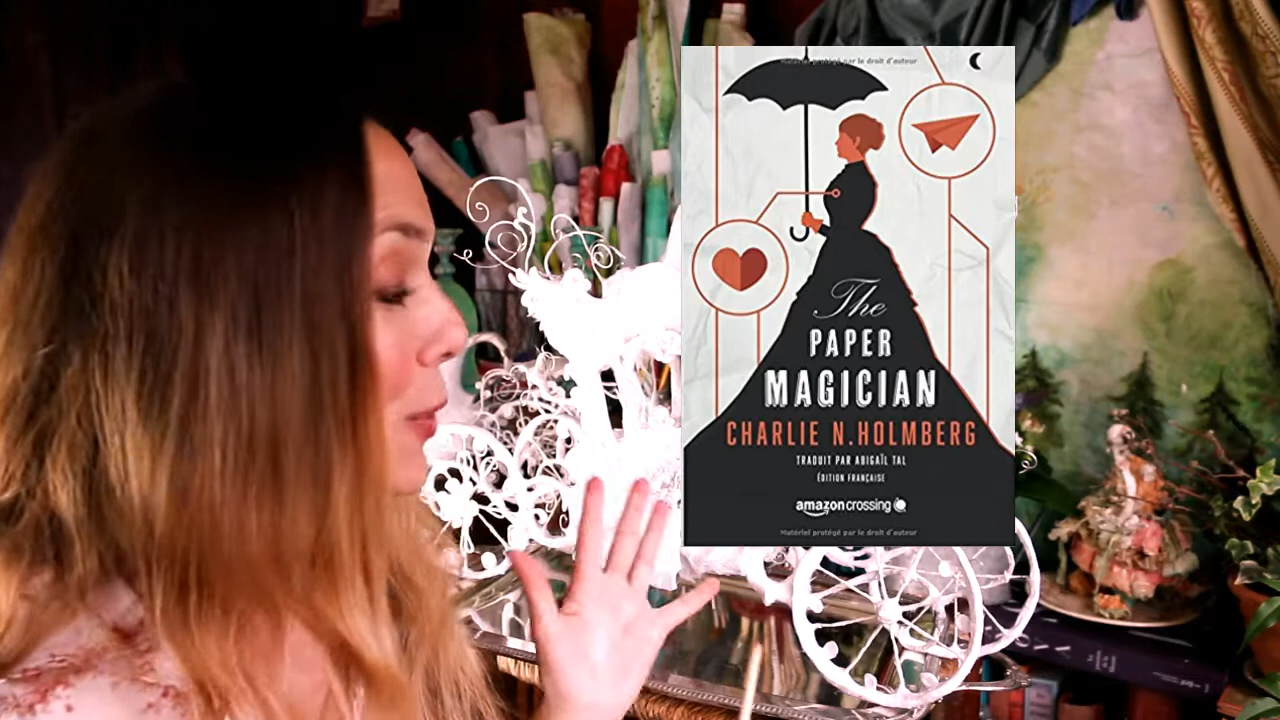 Matériel protégé par le droit d'auteur
The
PAPER
MAGICIAN
CHARLIE N. HOLMBERG
TRADUIT PAR ABIGAÏL TAL
ÉDITION FRANÇAISE
amazoncrossing
Matériel protégé par le droit d'auteur